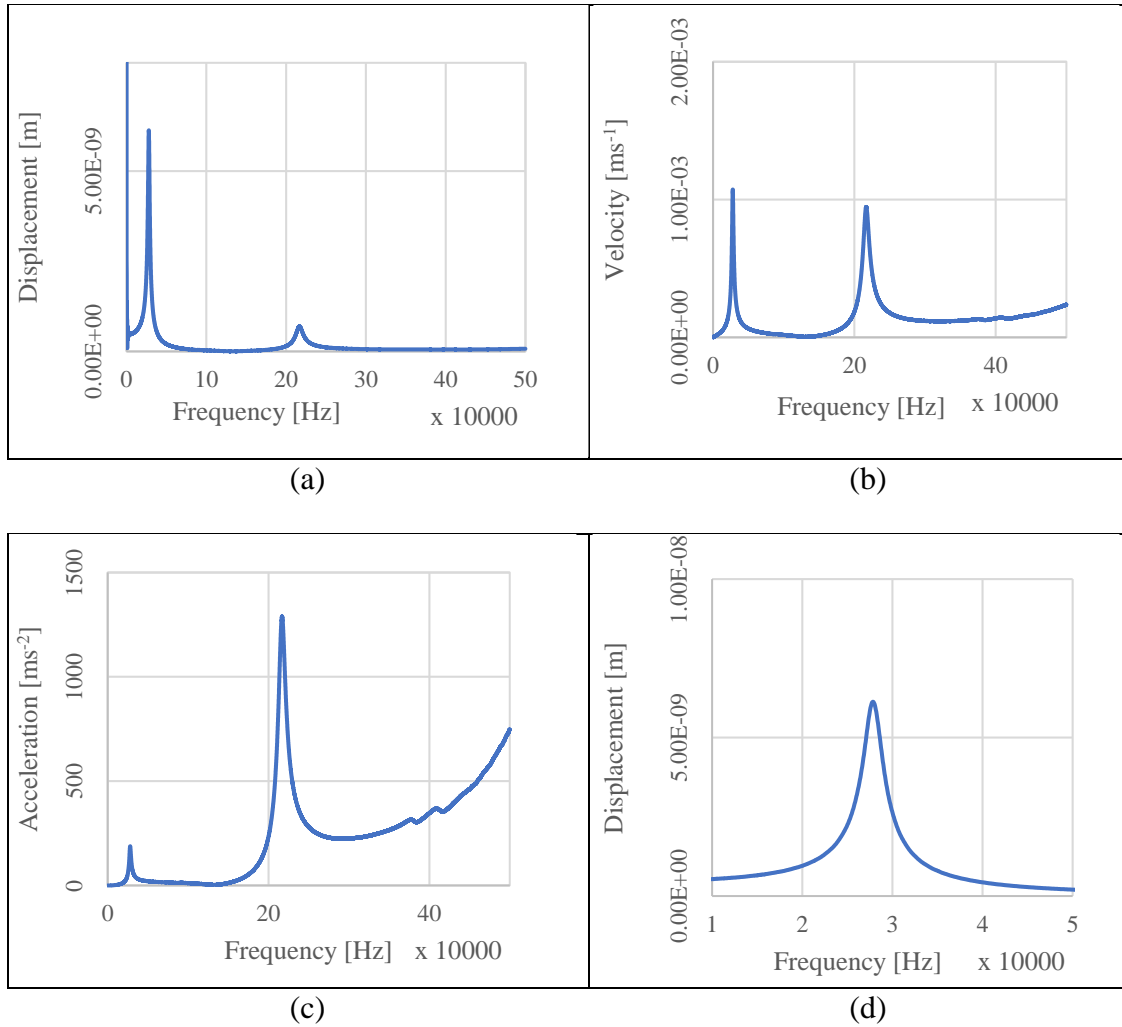 Displacement [m]
5.00E-09
0.00E+00
0 10 20 30 40 50
Frequency [Hz]
x 10000
(a)
Velocity [ms-1]
2.00E-03
1.00E-03
0.00E+00
0 20 40
Frequency [Hz] x 10000
(b)
Acceleration [ms-2]
1500
1000
500
0
0 20 40
Frequency [Hz] x 10000
(c)
Displacement [m]
1.00E-08
5.00E-09
0.00E+00
1 2 3 4 5
Frequency [Hz] x 10000
(d)